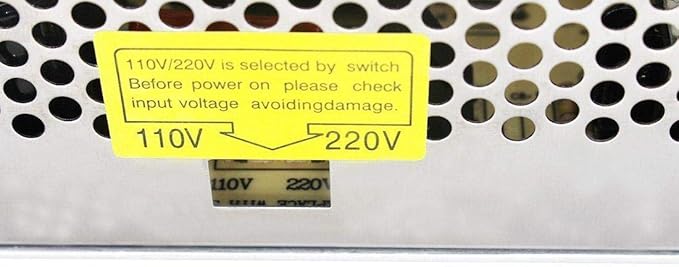 110V/220V is selected by switch
Before power on please check
input voltage avoidingdamage.
110V 220V
110V 220V